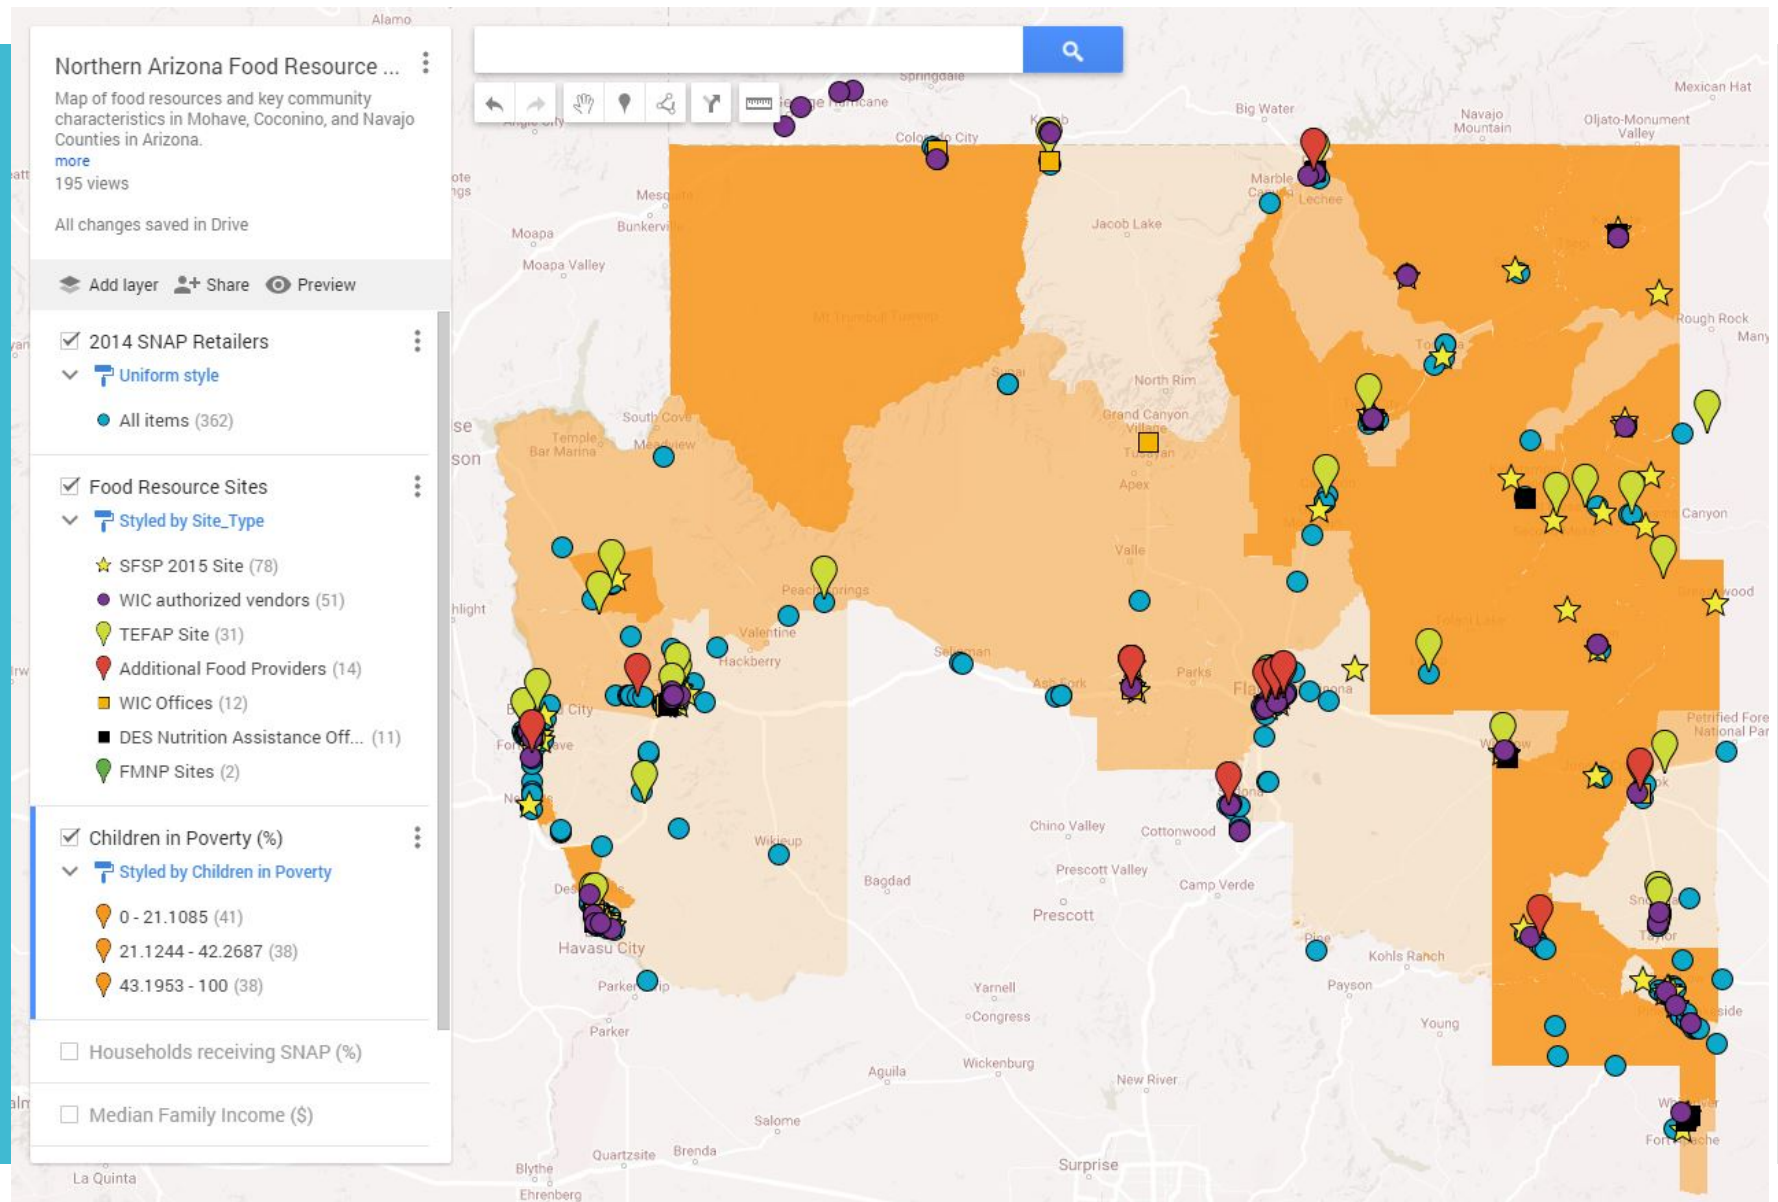 Northern Arizona Food Resource ...
Map of food resources and key community
characteristics in Mohave, Coconino, and Navajo
Counties in Arizona.
more
195 views
All changes saved in Drive
Add layer
Share
Preview
2014 SNAP Retailers
Uniform style
All items (362)
Food Resource Sites
Styled by Site_Type
SFSP 2015 Site (78)
WIC authorized vendors (51)
TEFAP Site (31)
Additional Food Providers (14)
WIC Offices (12)
DES Nutrition Assistance Off... (11)
FMNP Sites (2)
Children in Poverty (%)
Styled by Children in Poverty
0 - 21.1085 (41)
21.1244 - 42.2687 (38)
43.1953 - 100 (38)
Households receiving SNAP (%)
Median Family Income ($)
Alamo
Springdale
Mexican Hat
Big Water
Navajo
Mountain
Oljato-Monument
Valley
Marble
Lechee
Jacob Lake
Moapa
Moapa Valley
Rough Rock
North Rim
Grand Canyon
Village
Tusayan
Apex
South Cove
Meadview
Temple
Bar Marina
Canyon
Valle
Valentine
Hackberry
Parks
Ash Fork
City
Petrified Fore
National Par
Wikieup
Chino Valley
Cottonwood
Prescott Valley
Camp Verde
Bagdad
Prescott
Havasu City
Taylor
Pine
Kohls Ranch
Payson
Young
Yarnell
Congress
Parker
Wickenburg
Aguila
New River
Salome
Quartzsite
Brenda
Surprise
Blythe
Ehrenberg
La Quinta